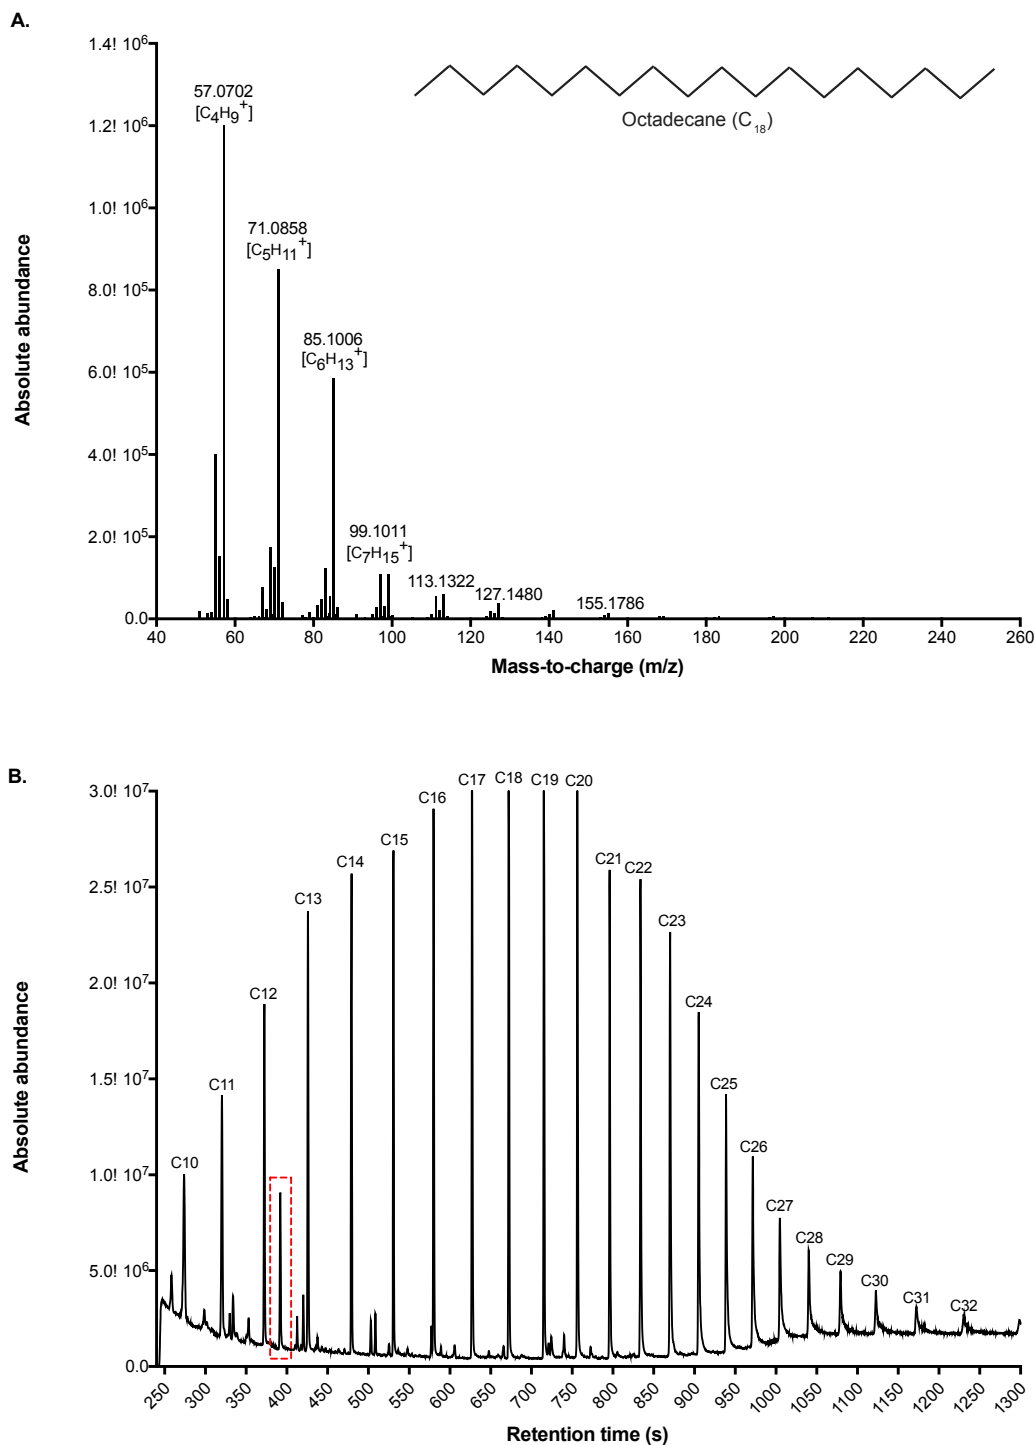 A.
1.4! 10⁶
1.2! 10⁶
1.0! 10⁶
8.0! 10⁵
6.0! 10⁵
4.0! 10⁵
2.0! 10⁵
0.0
Absolute abundance
57.0702
[C₄H₉⁺]
71.0858
[C₅H₁₁⁺]
85.1006
[C₆H₁₃⁺]
99.1011
[C₇H₁₅⁺]
113.1322
127.1480
155.1786
Octadecane (C₁₈)
40 60 80 100 120 140 160 180 200 220 240 260
Mass-to-charge (m/z)
B.
3.0! 10⁷
2.5! 10⁷
2.0! 10⁷
1.5! 10⁷
1.0! 10⁷
5.0! 10⁶
0.0
Absolute abundance
C10 C11 C12 C13 C14 C15 C16 C17 C18 C19 C20 C21 C22 C23 C24 C25 C26 C27 C28 C29 C30 C31 C32
250 300 350 400 450 500 550 600 650 700 750 800 850 900 950 1000 1050 1100 1150 1200 1250 1300
Retention time (s)